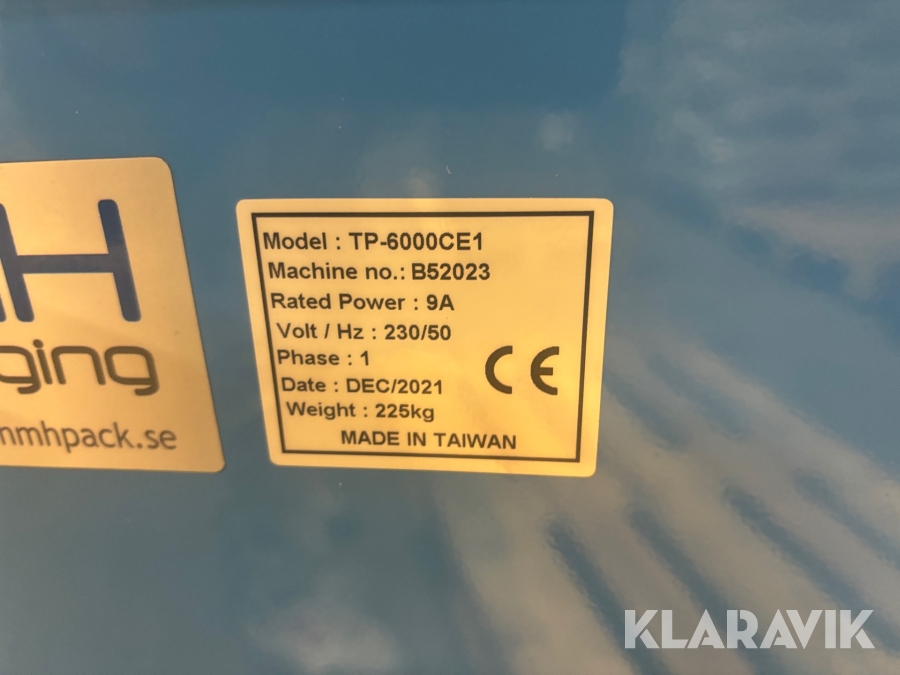 H
ging
nmhpack.se
Model : TP-6000CE1
Machine no.: B52023
Rated Power : 9A
Volt / Hz : 230/50
Phase : 1
Date : DEC/2021
Weight : 225kg
MADE IN TAIWAN
CE
KLARAVIK